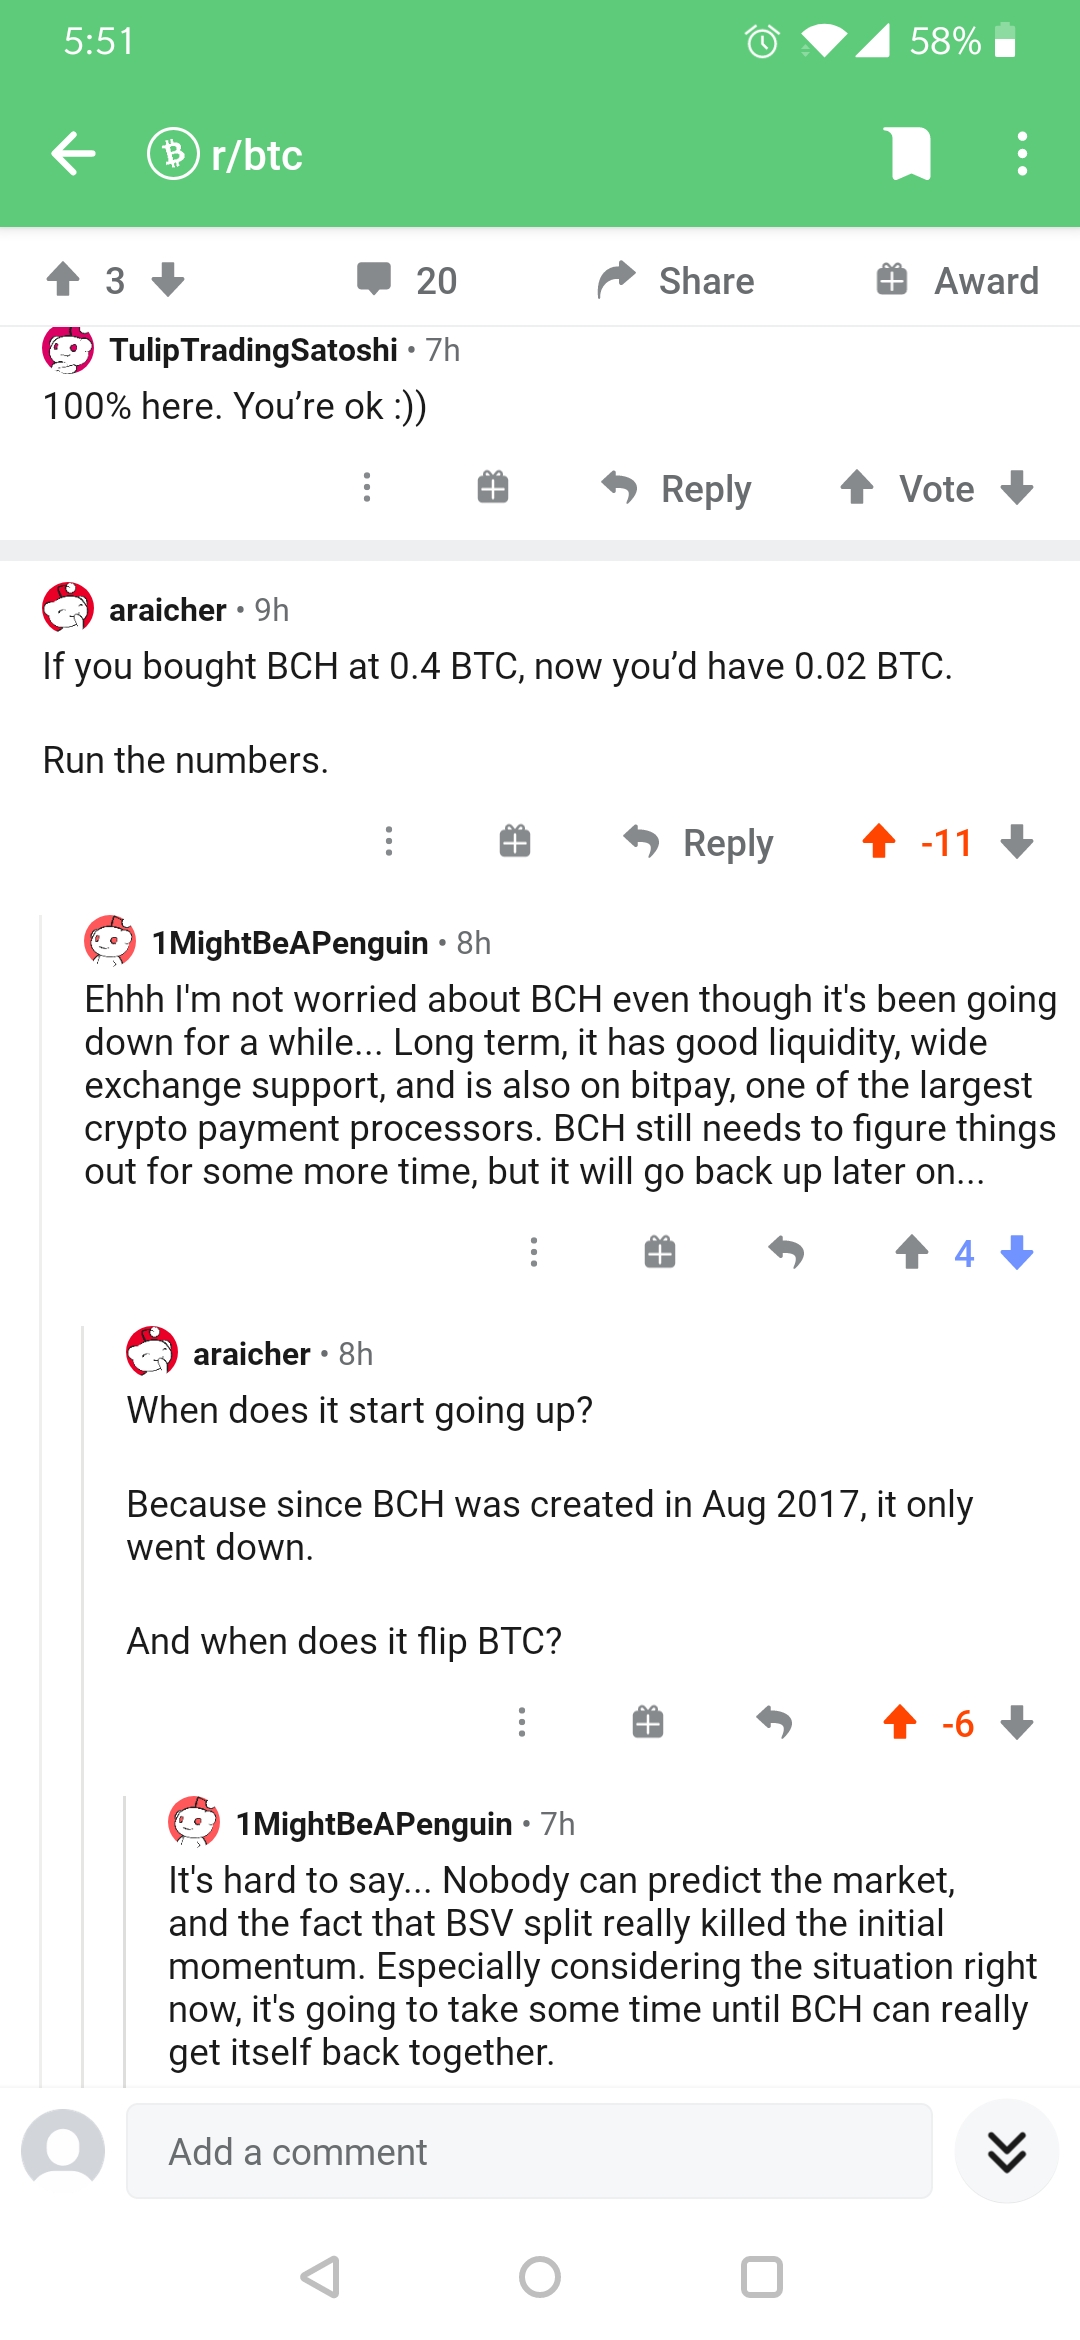 5:51
58%
r/btc
3
20
Share
Award
TulipTradingSatoshi • 7h
100% here. You’re ok :))
Reply
Vote
araicher • 9h
If you bought BCH at 0.4 BTC, now you’d have 0.02 BTC.
Run the numbers.
Reply
-11
1MightBeAPenguin • 8h
Ehhh I'm not worried about BCH even though it's been going
down for a while... Long term, it has good liquidity, wide
exchange support, and is also on bitpay, one of the largest
crypto payment processors. BCH still needs to figure things
out for some more time, but it will go back up later on...
4
araicher • 8h
When does it start going up?
Because since BCH was created in Aug 2017, it only
went down.
And when does it flip BTC?
-6
1MightBeAPenguin • 7h
It's hard to say... Nobody can predict the market,
and the fact that BSV split really killed the initial
momentum. Especially considering the situation right
now, it's going to take some time until BCH can really
get itself back together.
Add a comment